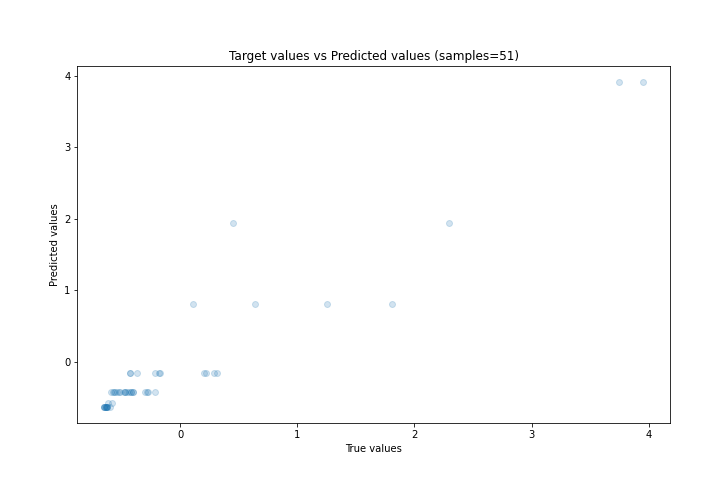 Target values vs Predicted values (samples=51)
Predicted values
4
3
2
1
0
0 1 2 3 4
True values